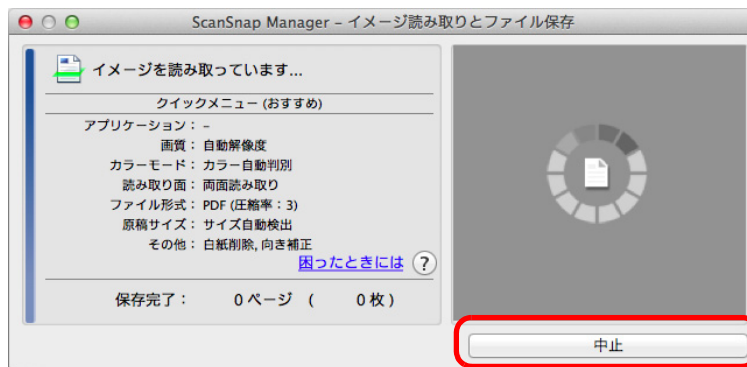 ScanSnap Manager – イメージ読み取りとファイル保存
イメージを読み取っています...
クイックメニュー (おすすめ)
アプリケーション： –
画質： 自動解像度
カラーモード： カラー自動判別
読み取り面： 両面読み取り
ファイル形式： PDF (圧縮率：3)
原稿サイズ： サイズ自動検出
その他： 白紙削除, 向き補正
困ったときには ?
保存完了： 0 ページ ( 0 枚 )
中止